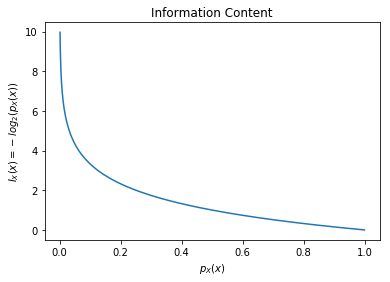 Information Content
10
8
6
4
2
0
I_x(x) = − log_2(p_X(x))
0.0 0.2 0.4 0.6 0.8 1.0
p_X(x)